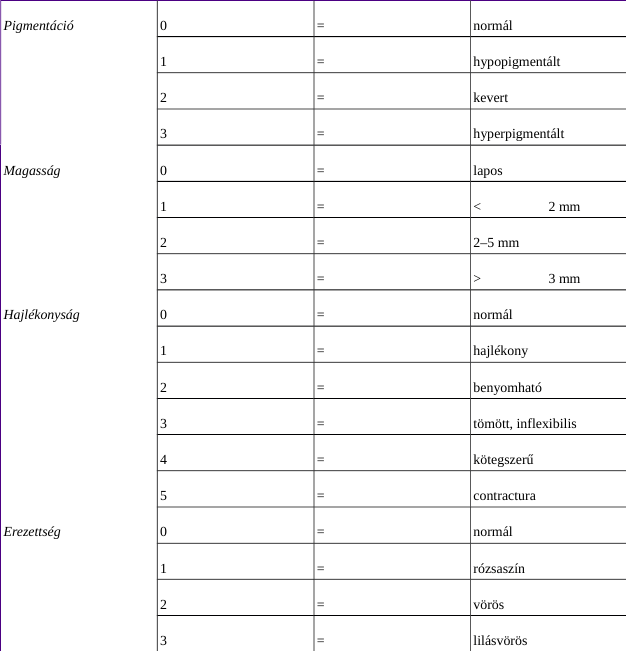 Pigmentáció 0 = normál
1 = hypopigmentált
2 = kevert
3 = hyperpigmentált
Magasság 0 = lapos
1 = < 2 mm
2 = 2–5 mm
3 = > 3 mm
Hajlékonyság 0 = normál
1 = hajlékony
2 = benyomható
3 = tömött, inflexibilis
4 = kötegszerű
5 = contractura
Erezettség 0 = normál
1 = rózsaszín
2 = vörös
3 = lilásvörös